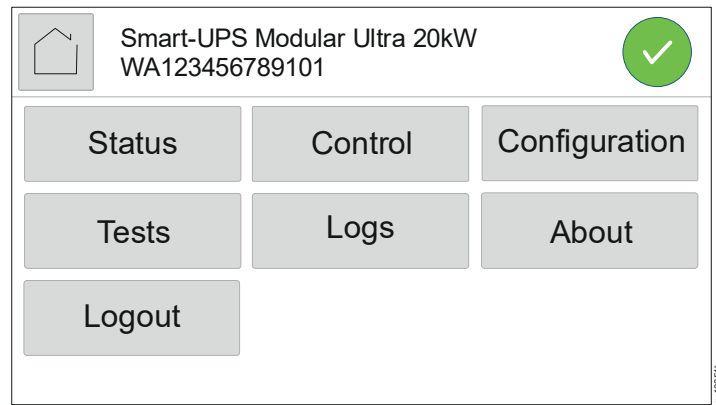 Smart-UPS Modular Ultra 20kW
WA123456789101
Status
Control
Configuration
Tests
Logs
About
Logout